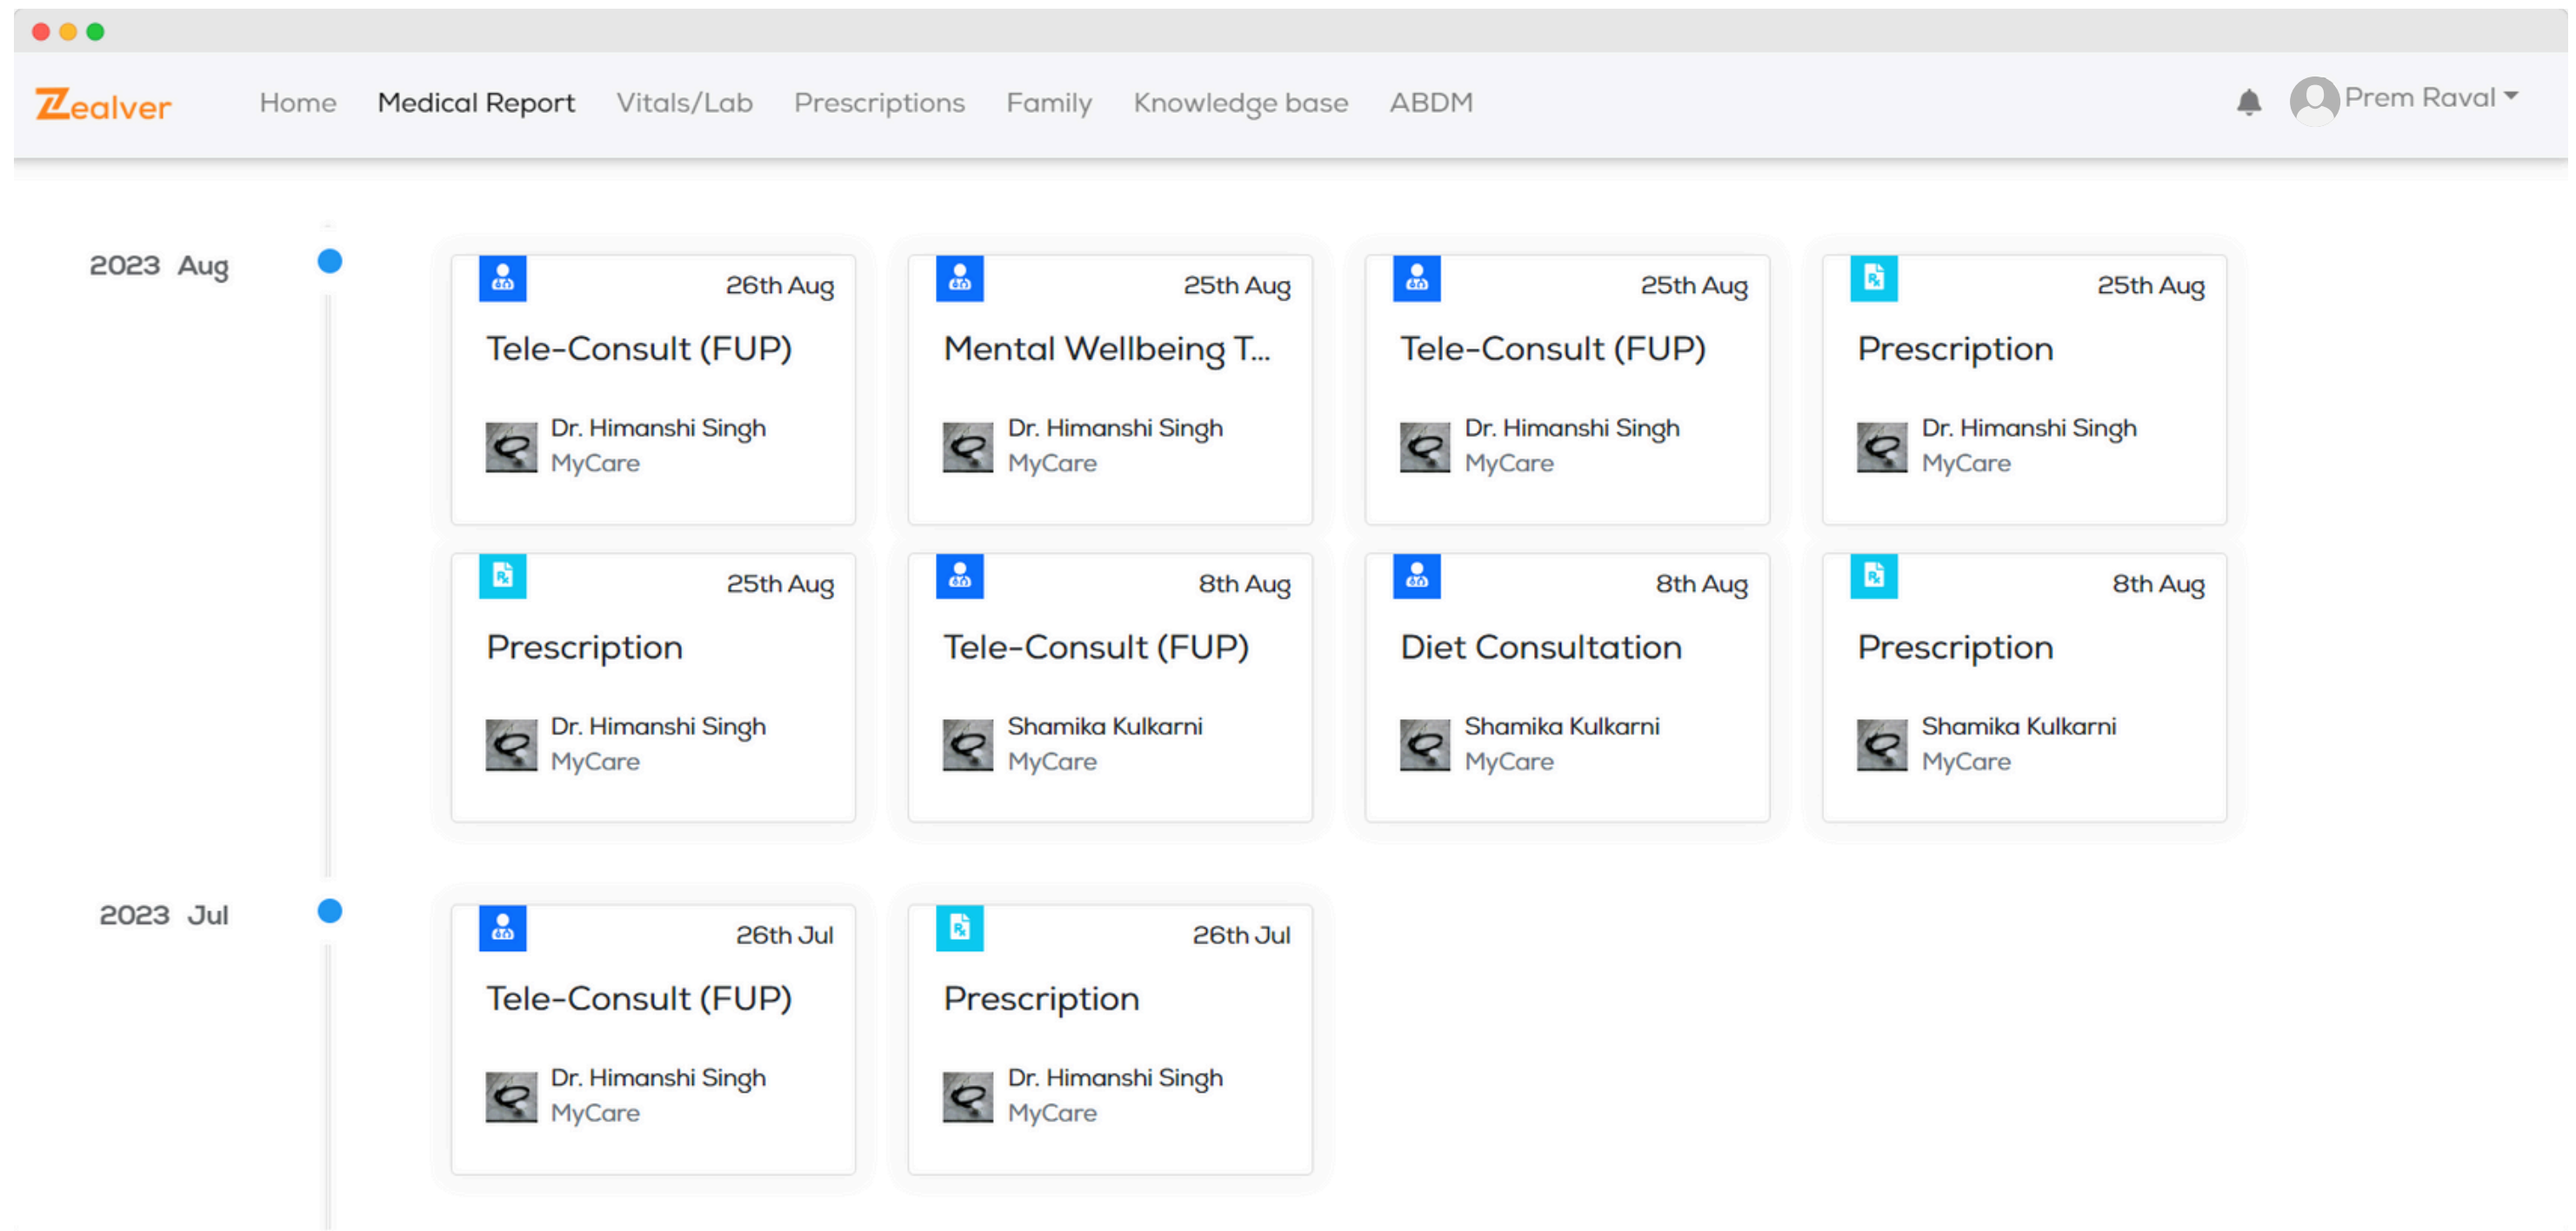 Zealver
Home
Medical Report
Vitals/Lab
Prescriptions
Family
Knowledge base
ABDM
Prem Raval
2023 Aug
26th Aug
Tele-Consult (FUP)
Dr. Himanshi Singh
MyCare
25th Aug
Mental Wellbeing T...
Dr. Himanshi Singh
MyCare
25th Aug
Tele-Consult (FUP)
Dr. Himanshi Singh
MyCare
25th Aug
Prescription
Dr. Himanshi Singh
MyCare
25th Aug
Prescription
Dr. Himanshi Singh
MyCare
8th Aug
Tele-Consult (FUP)
Shamika Kulkarni
MyCare
8th Aug
Diet Consultation
Shamika Kulkarni
MyCare
8th Aug
Prescription
Shamika Kulkarni
MyCare
2023 Jul
26th Jul
Tele-Consult (FUP)
Dr. Himanshi Singh
MyCare
26th Jul
Prescription
Dr. Himanshi Singh
MyCare